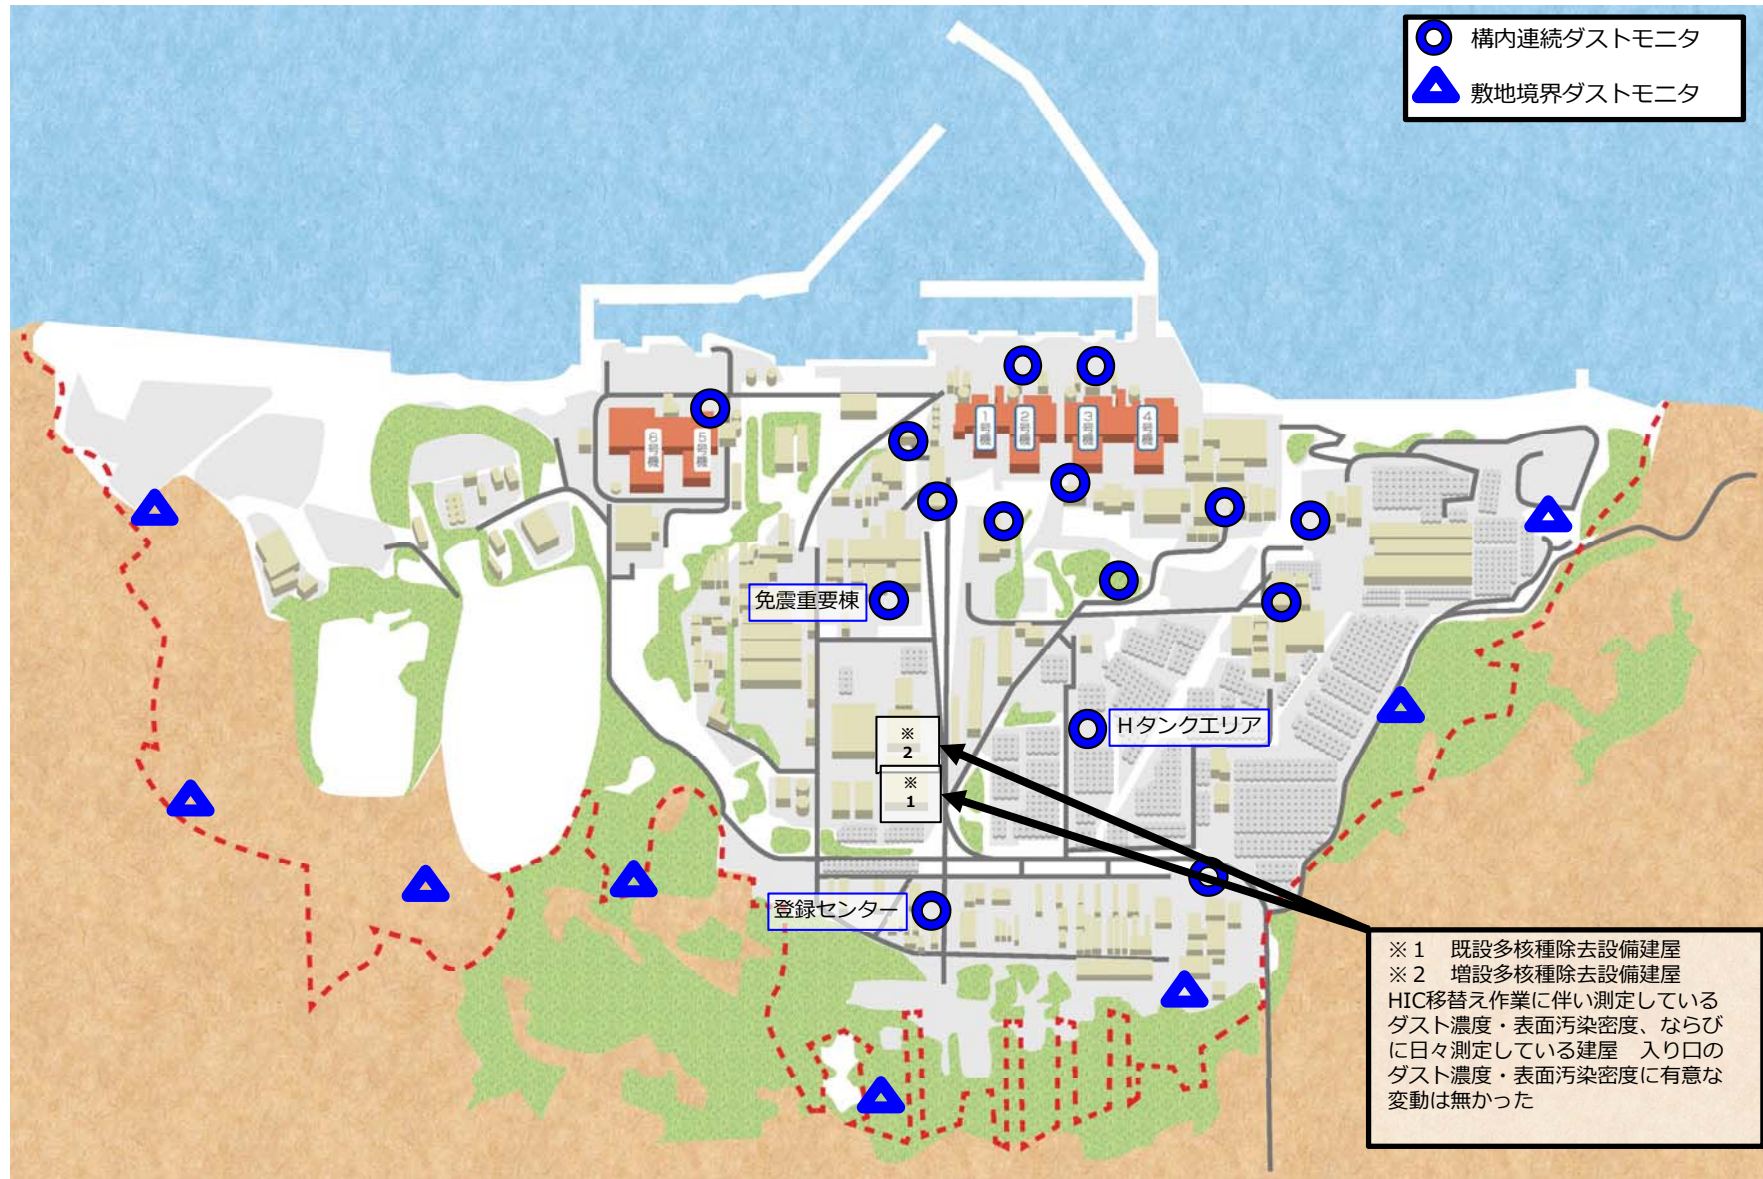 構内連続ダストモニタ
敷地境界ダストモニタ
1号機
2号機
3号機
4号機
6号機
5号機
免震重要棟
Hタンクエリア
※
2
※
1
登録センター
※1 既設多核種除去設備建屋
※2 増設多核種除去設備建屋
HIC移替え作業に伴い測定している
ダスト濃度・表面汚染密度、ならび
に日々測定している建屋 入り口の
ダスト濃度・表面汚染密度に有意な
変動は無かった